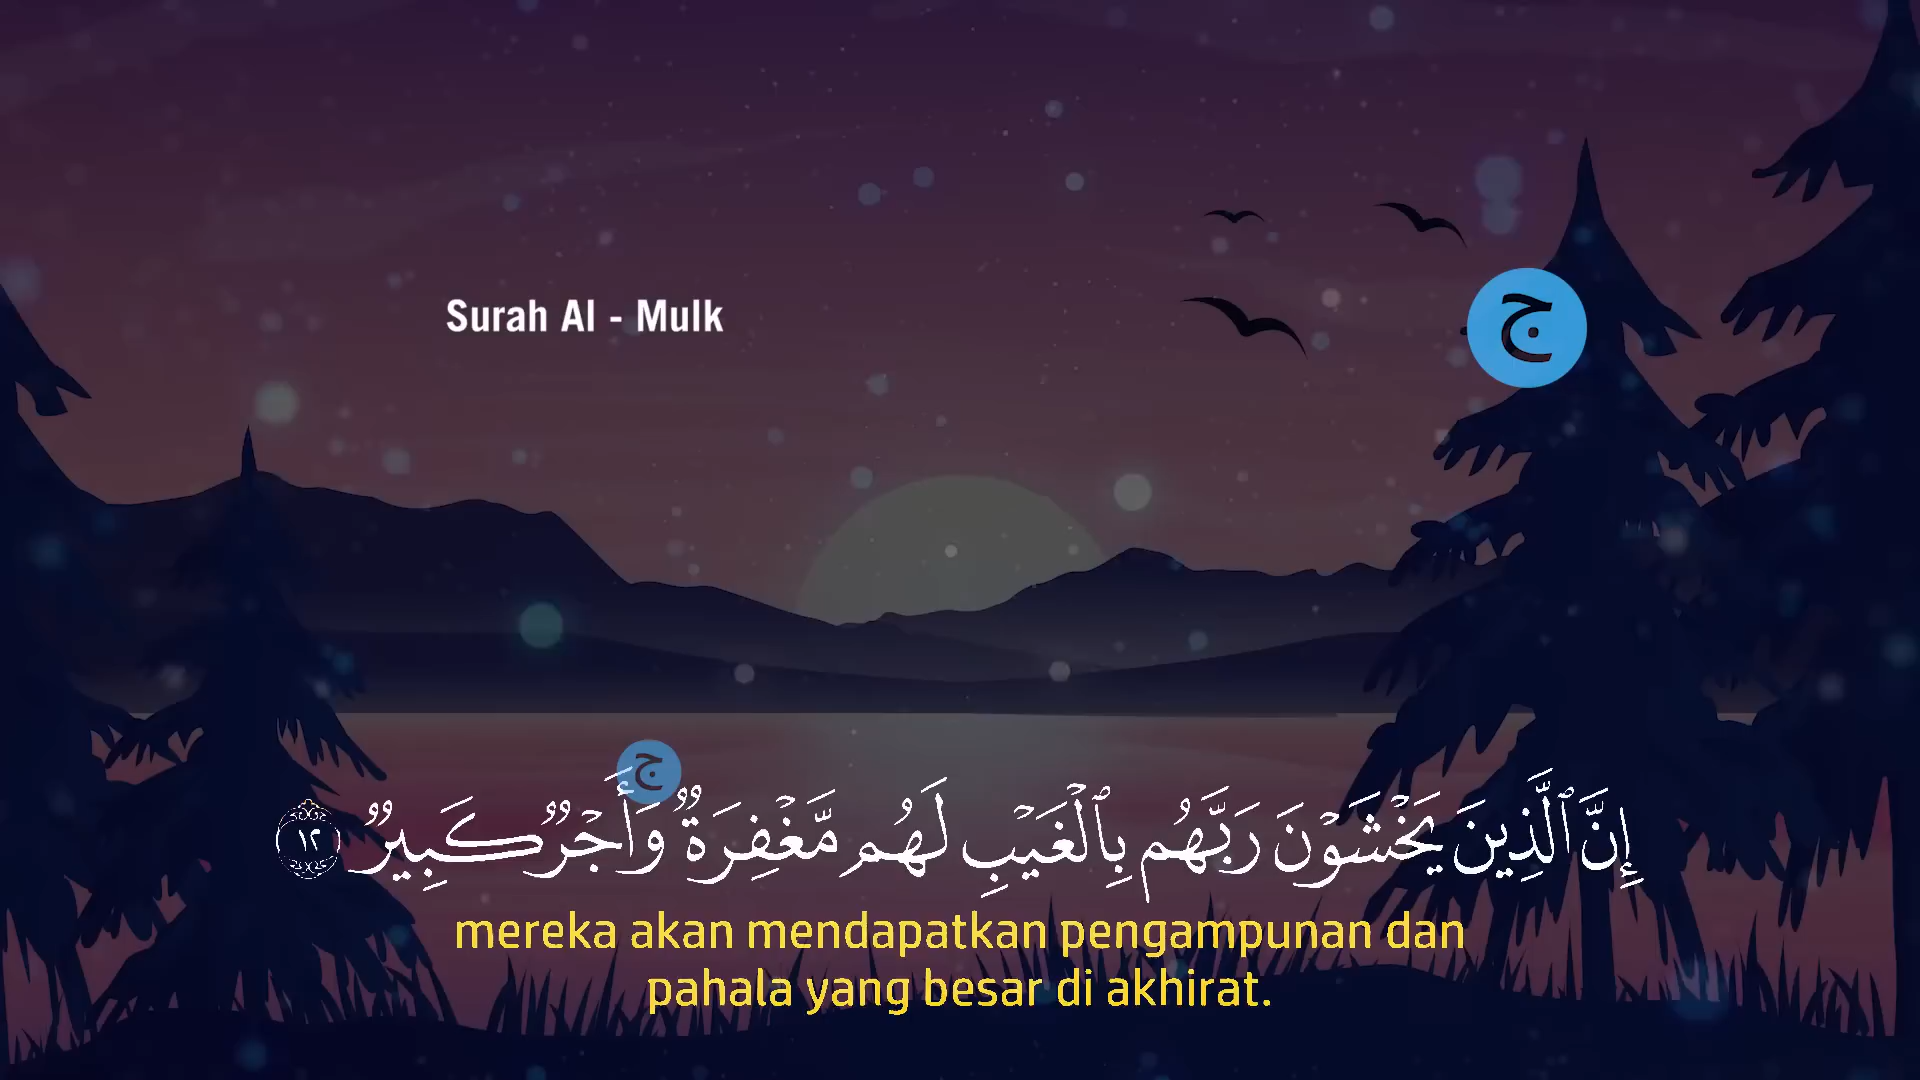 Surah Al - Mulk
ج
ج
إِنَّ ٱلَّذِينَ يَخْشَوْنَ رَبَّهُم بِٱلْغَيْبِ لَهُم مَّغْفِرَةٌ وَأَجْرٌ كَبِيرٌ ١٢
mereka akan mendapatkan pengampunan dan
pahala yang besar di akhirat.